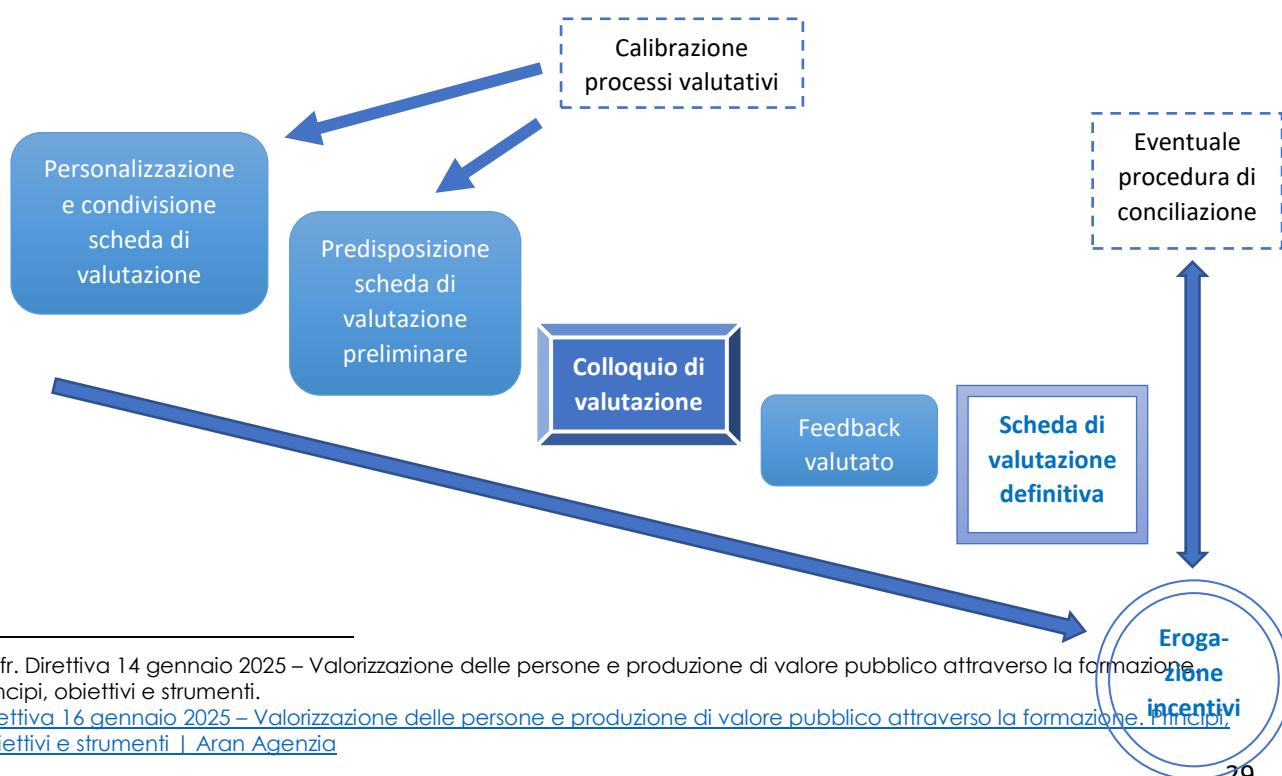 Calibrazione
processi valutativi
Eventuale
procedura di
conciliazione
Personalizzazione
e condivisione
scheda di
valutazione
Predisposizione
scheda di
valutazione
preliminare
Colloquio di
valutazione
Feedback
valutato
Scheda di
valutazione
definitiva
Eroga-
zione
incentivi
fr. Direttiva 14 gennaio 2025 – Valorizzazione delle persone e produzione di valore pubblico attraverso la formazione
ncipi, obiettivi e strumenti.
ettiva 16 gennaio 2025 – Valorizzazione delle persone e produzione di valore pubblico attraverso la formazione. Principi,
iettivi e strumenti | Aran Agenzia
29